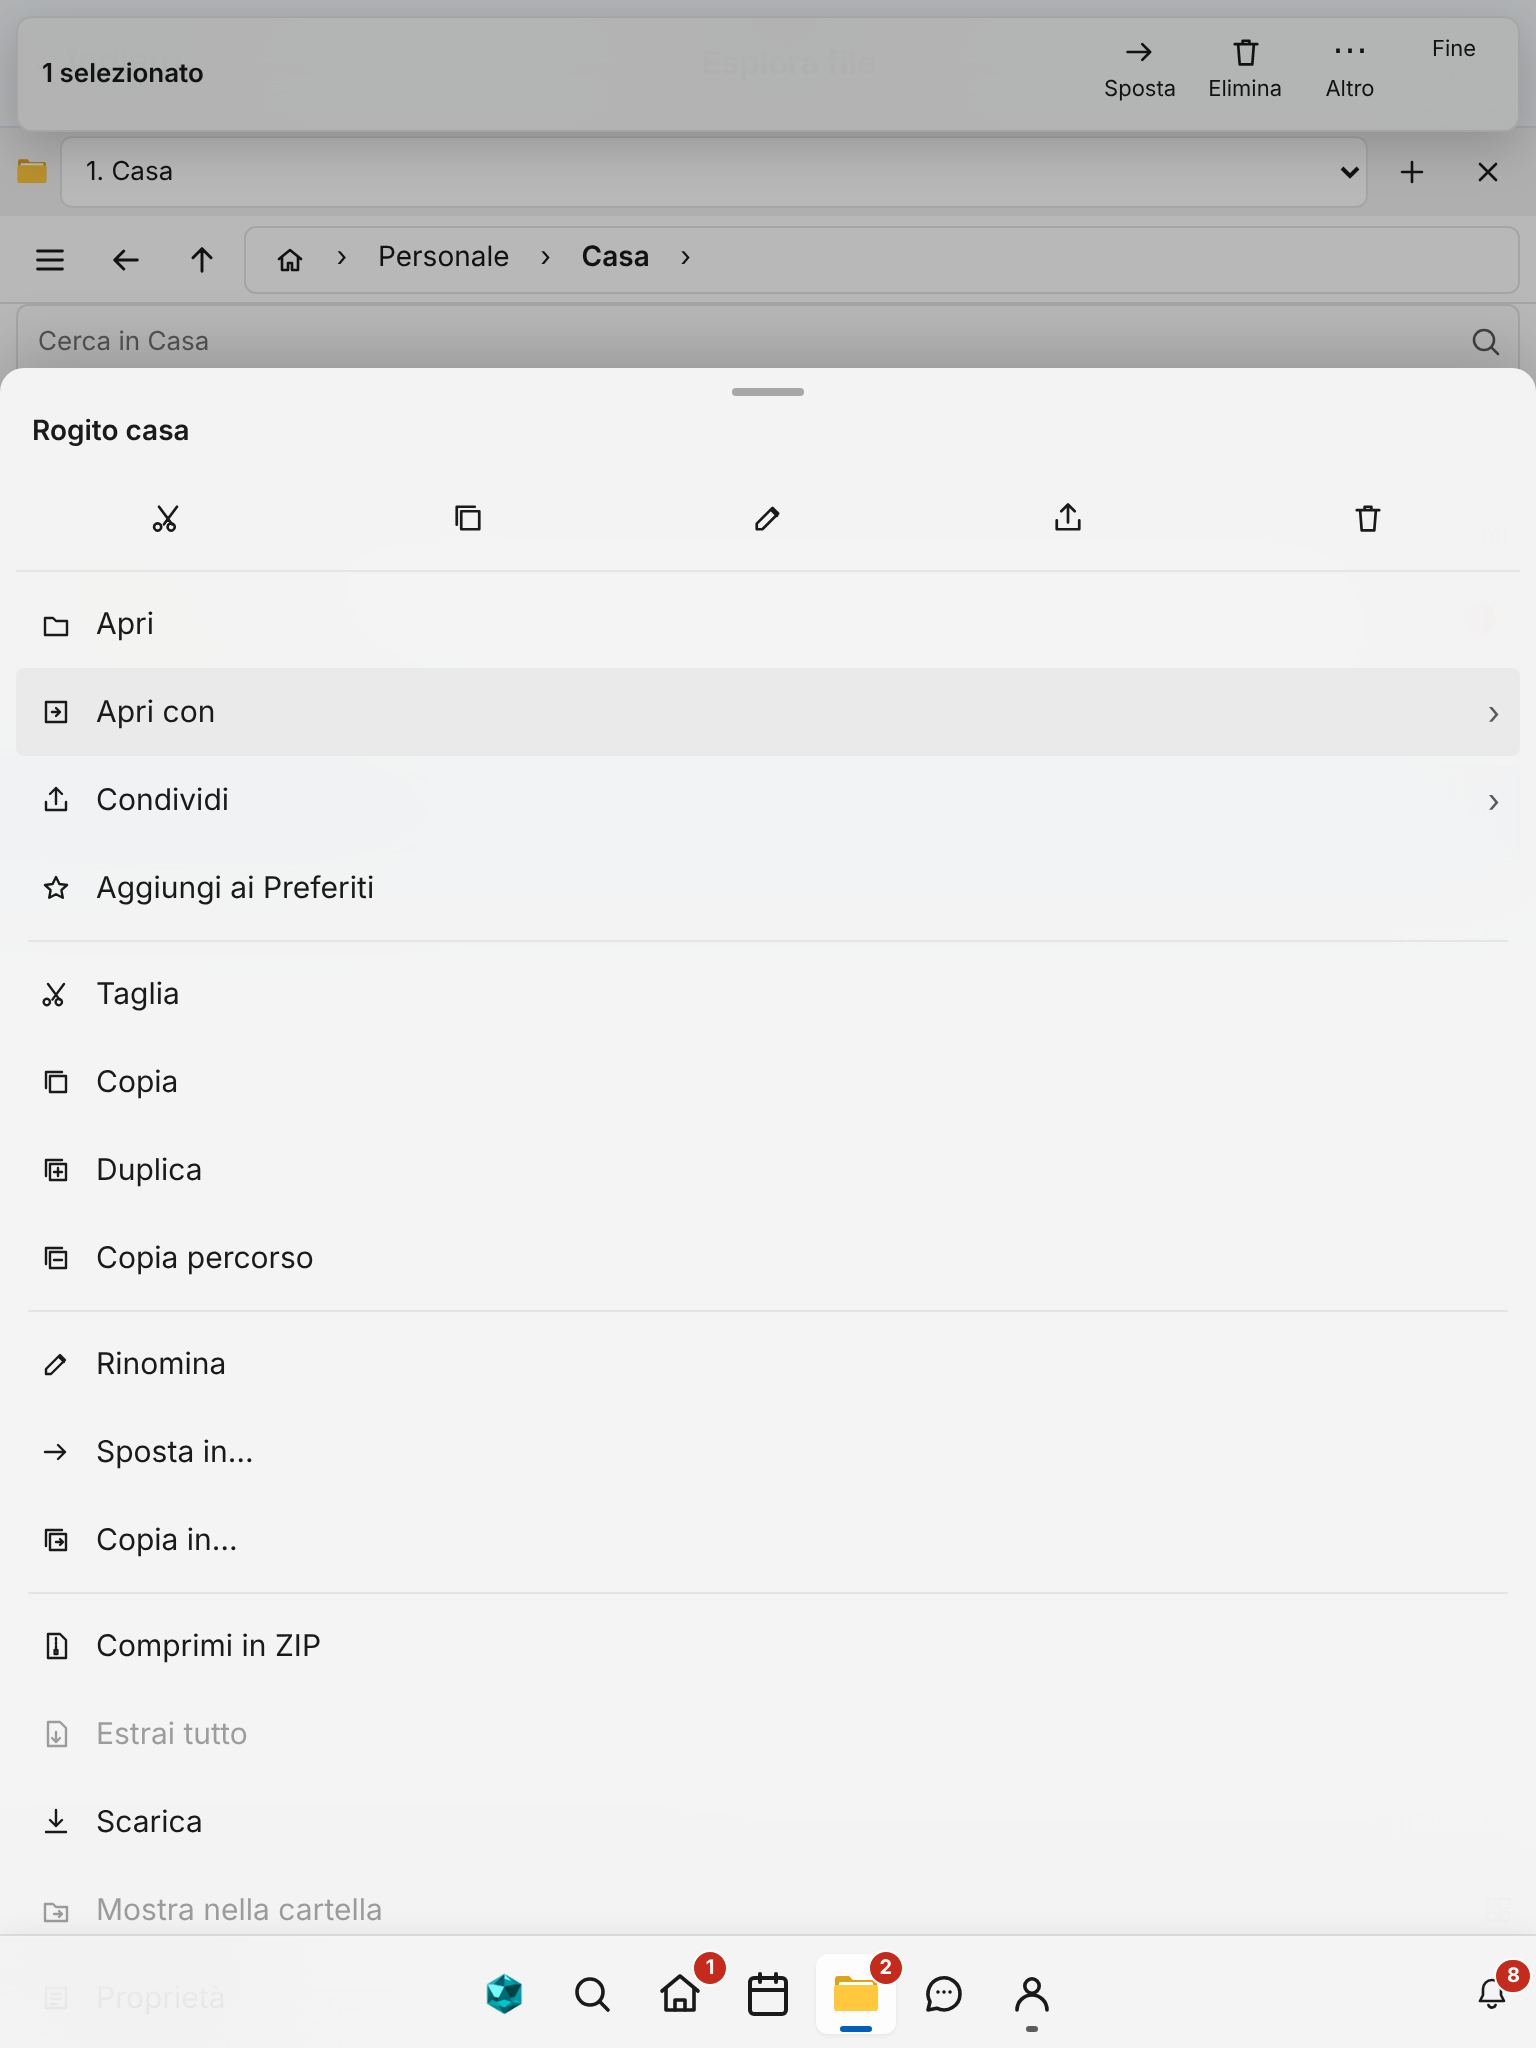 1 selezionato
Esplora file
Sposta
Elimina
Altro
Fine
1. Casa
Personale
Casa
Cerca in Casa
Rogito casa
Apri
Apri con
Condividi
Aggiungi ai Preferiti
Taglia
Copia
Duplica
Copia percorso
Rinomina
Sposta in...
Copia in...
Comprimi in ZIP
Estrai tutto
Scarica
Mostra nella cartella
Proprietà
1
2
8